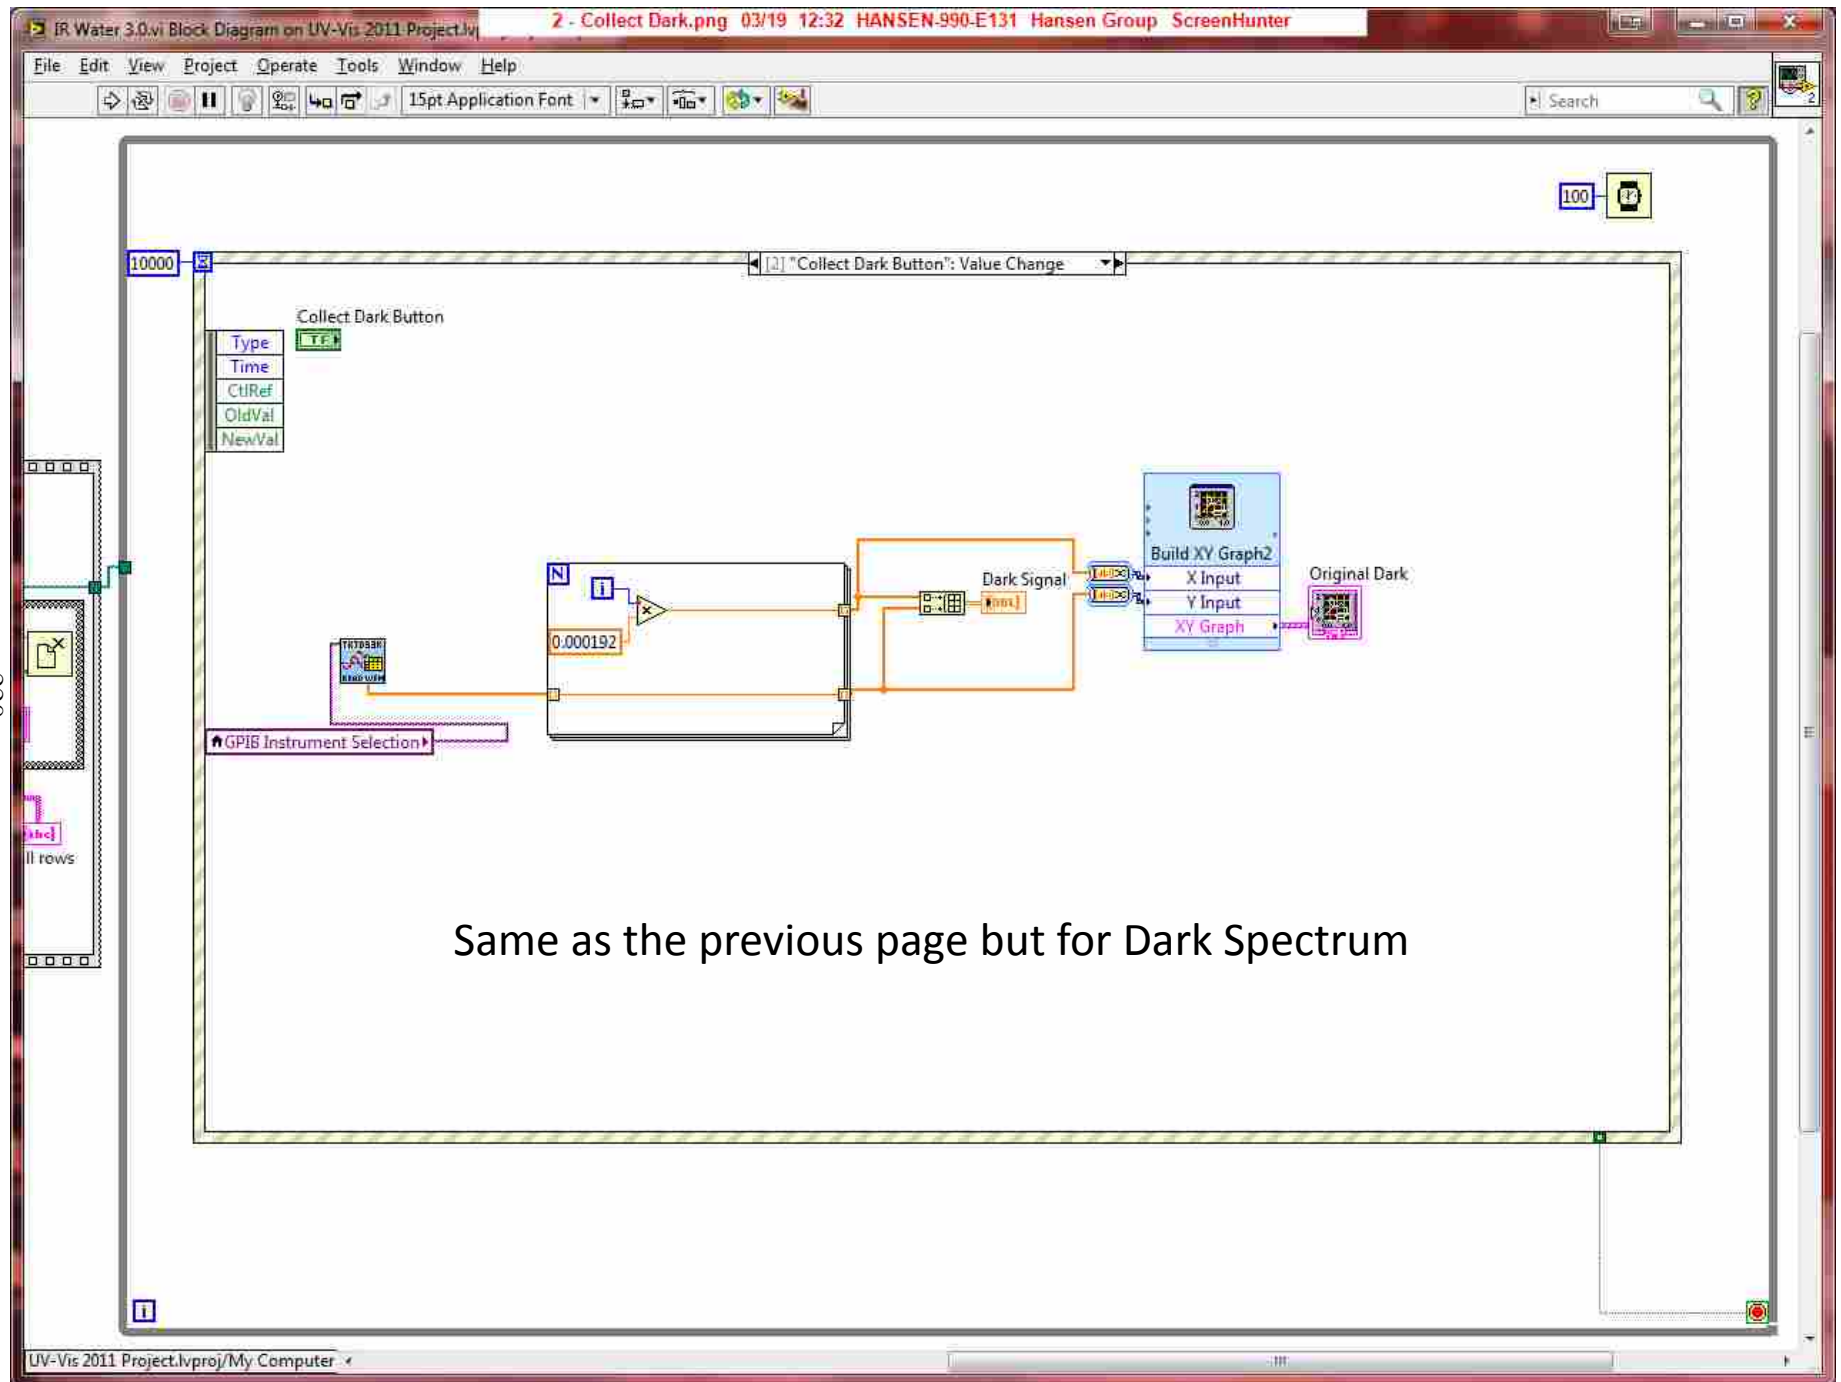 2 - Collect Dark.png 03/19 12:32 HANSEN-990-E131 Hansen Group ScreenHunter
IR Water 3.0.vi Block Diagram on UV-Vis 2011 Project.lv
File Edit View Project Operate Tools Window Help
15pt Application Font
Search
2
100
10000
[2] "Collect Dark Button": Value Change
Collect Dark Button
TF
Type
Time
CtlRef
OldVal
NewVal
N
i
0.000192
GPIB Instrument Selection
Dark Signal
Build XY Graph2
X Input
Y Input
XY Graph
Original Dark
abc
ll rows
Same as the previous page but for Dark Spectrum
i
UV-Vis 2011 Project.lvproj/My Computer